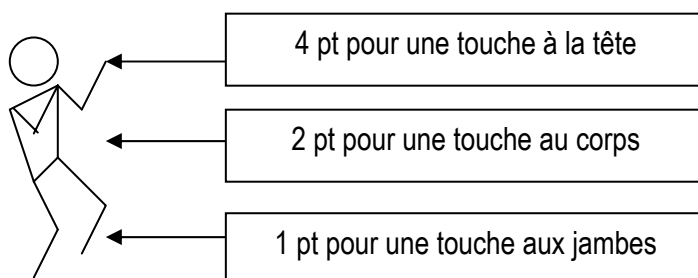 4 pt pour une touche à la tête
2 pt pour une touche au corps
1 pt pour une touche aux jambes